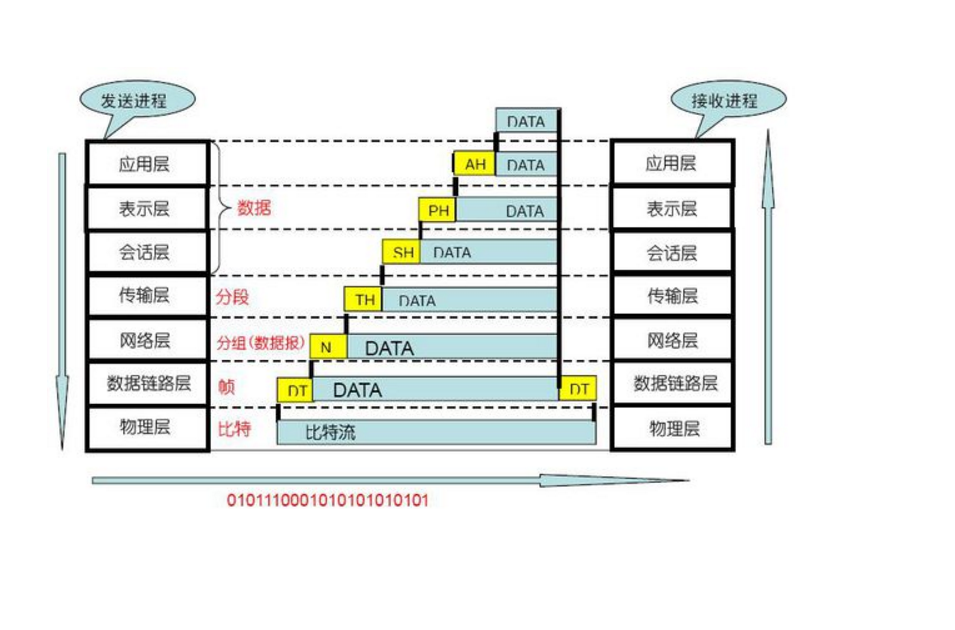 发送进程
接收进程
DATA
应用层
AH
DATA
应用层
表示层
数据
PH
DATA
表示层
会话层
SH
DATA
会话层
传输层
分段
TH
DATA
传输层
网络层
分组(数据报)
N
DATA
网络层
数据链路层
帧
DT
DATA
DT
数据链路层
物理层
比特
比特流
物理层
0101110001010101010101